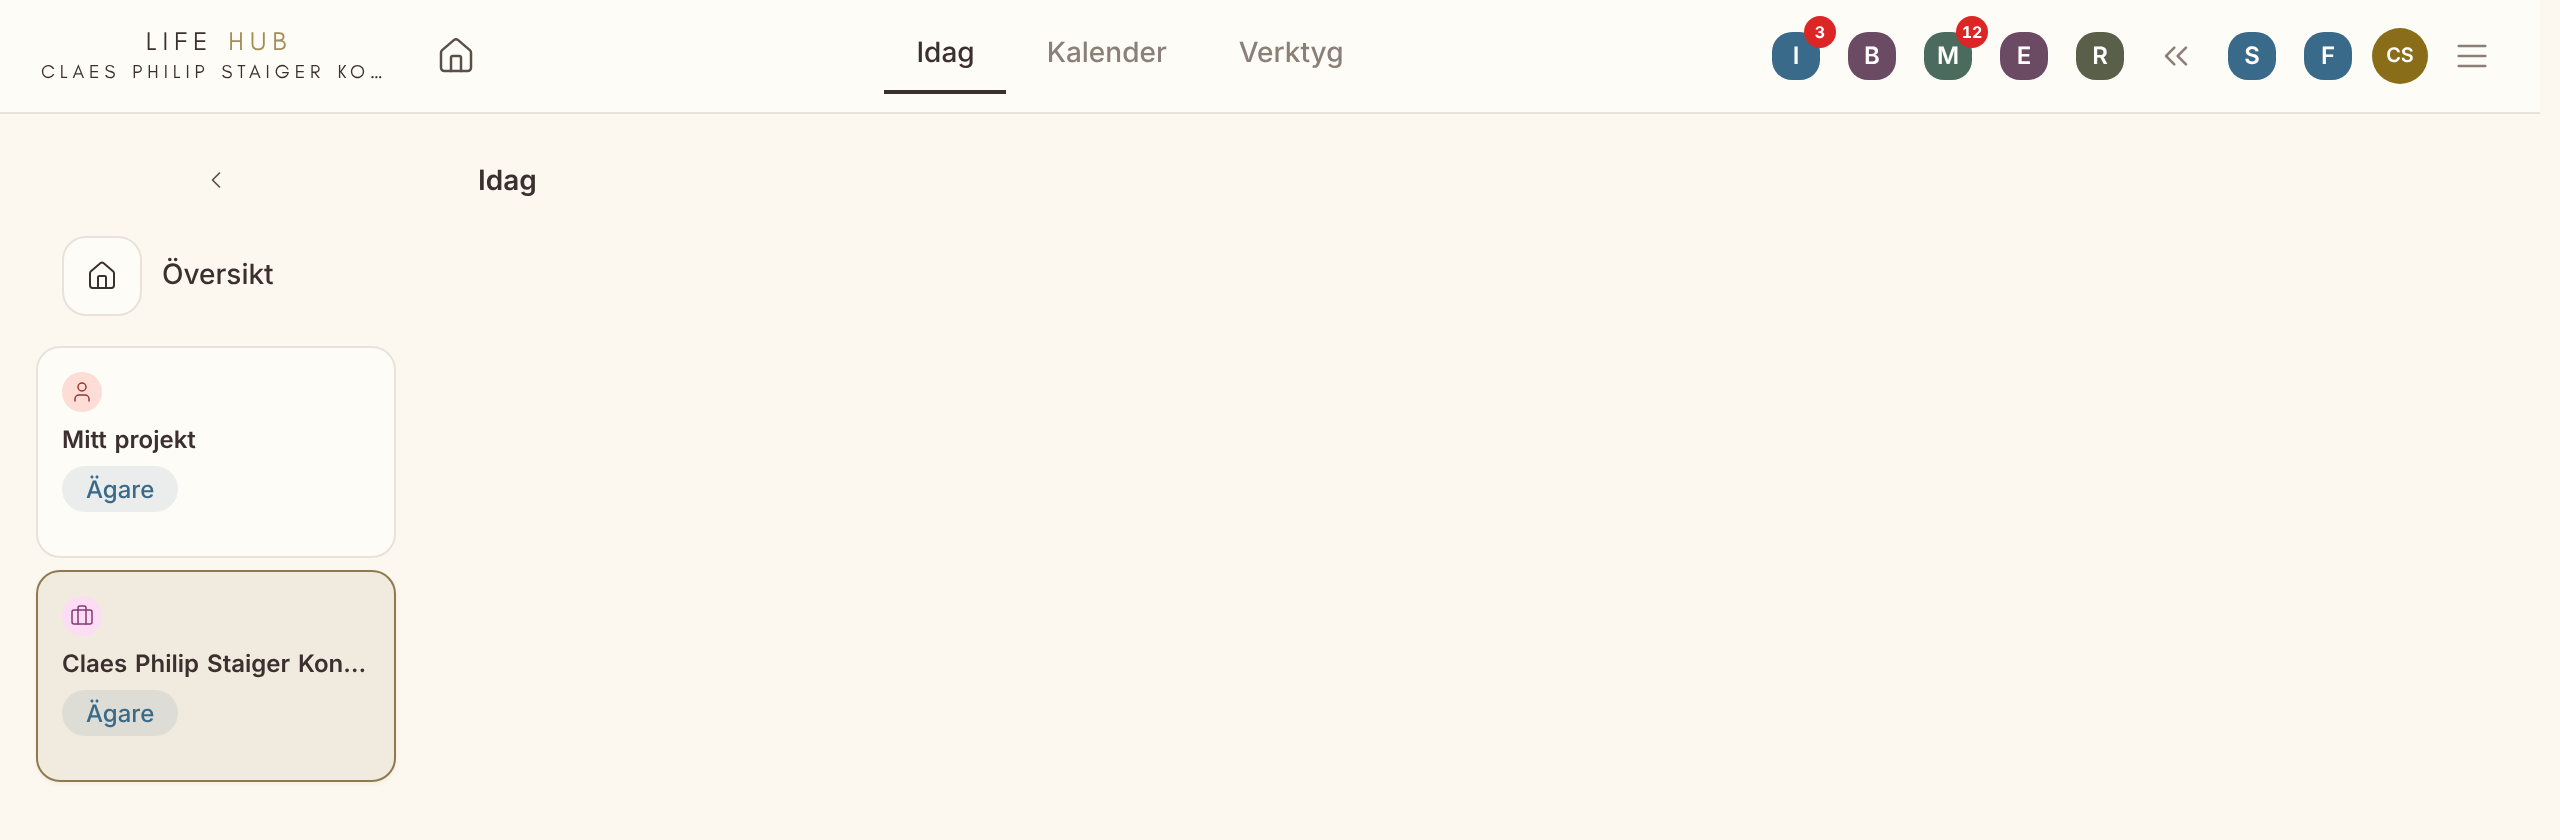 LIFE HUB
CLAES PHILIP STAIGER KO…
Idag
Kalender
Verktyg
I
3
B
M
12
E
R
S
F
CS
Idag
Översikt
Mitt projekt
Ägare
Claes Philip Staiger Kon...
Ägare